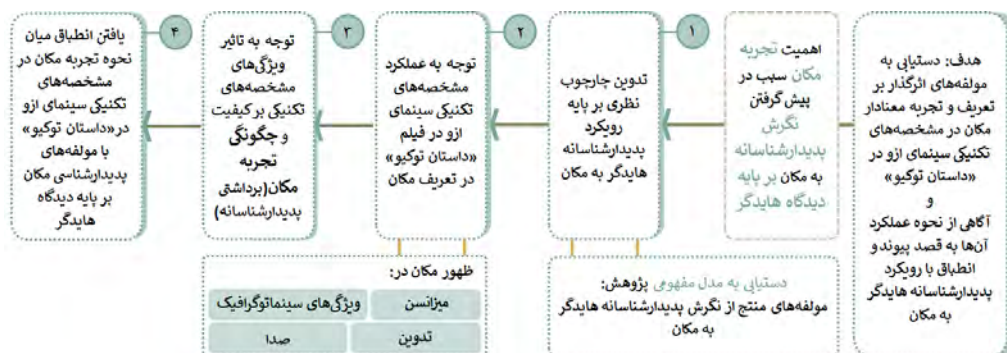 هدف: دستیابی به
مولفه‌های اثرگذار بر
تعریف و تجربه معنادار
مکان در مشخصه‌های
تکنیکی سینمای ازو در
«داستان توکیو»
و
آگاهی از نحوه عملکرد
آن‌ها به قصد پیوند و
انطباق با رویکرد
پدیدارشناسانه هایدگر
به مکان
اهمیت تجربه
مکان سبب در
پیش گرفتن
نگرش
پدیدارشناسانه
به مکان بر پایه
دیدگاه هایدگر
۱
تدوین چارچوب
نظری بر پایه
رویکرد
پدیدارشناسانه
هایدگر به مکان
دستیابی به مدل مفهومی پژوهش:
مولفه‌های منتج از نگرش پدیدارشناسانه هایدگر
به مکان
۲
توجه به عملکرد
مشخصه‌های
تکنیکی سینمای
ازو در فیلم
«داستان توکیو»
در تعریف مکان
ظهور مکان در:
میزانسن
ویژگی‌های سینماتوگرافیک
تدوین
صدا
۳
توجه به تاثیر
ویژگی‌های
مشخصه‌های
تکنیکی بر کیفیت
و چگونگی
تجربه
مکان(برداشتی
پدیدارشناسانه)
۴
یافتن انطباق میان
نحوه تجربه مکان در
مشخصه‌های
تکنیکی سینمای ازو
در«داستان توکیو»
با مولفه‌های
پدیدارشناسی مکان
بر پایه دیدگاه
هایدگر